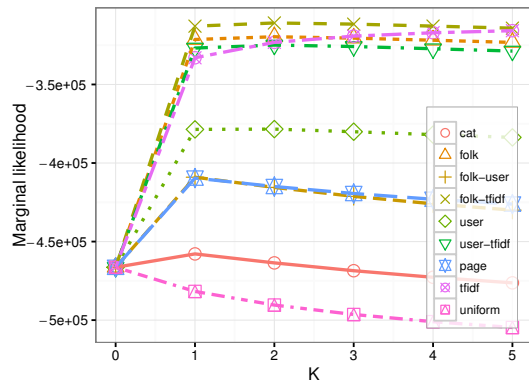 Marginal likelihood
−3.5e+05
−4e+05
−4.5e+05
−5e+05
0 1 2 3 4 5
K
cat
folk
folk−user
folk−tfidf
user
user−tfidf
page
tfidf
uniform